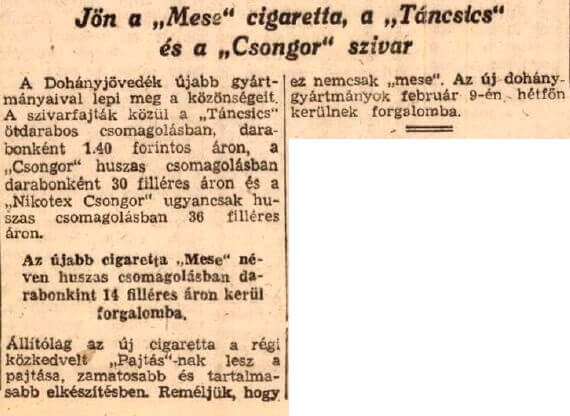 Jön a „Mese“ cigaretta, a „Táncsics“
és a „Csongor“ szivar
A Dohányjövedék újabb gyárt-
mányaival lepi meg a közönségeit.
A szivarfajták közül a „Táncsics“
ötdarabos csomagolásban, dara-
bonként 1.40 forintos áron, a
„Csongor“ huszas csomagolásban
darabonként 30 filléres áron és a
„Nikotex Csongor“ ugyancsak hu-
szas csomagolásban 36 filléres
áron.
Az újabb cigaretta „Mese“ né-
ven huszas csomagolásban da-
rabonkint 14 filléres áron kerül
forgalomba.
Állítólag az új cigaretta a régi
közkedvelt „Pajtás“-nak lesz a
pajtása, zamatosabb és tartalma-
sabb elkészítésben. Reméljük, hogy
ez nemcsak „mese“. Az új dohány-
gyártmányok február 9-én, hétfőn
kerülnek forgalomba.